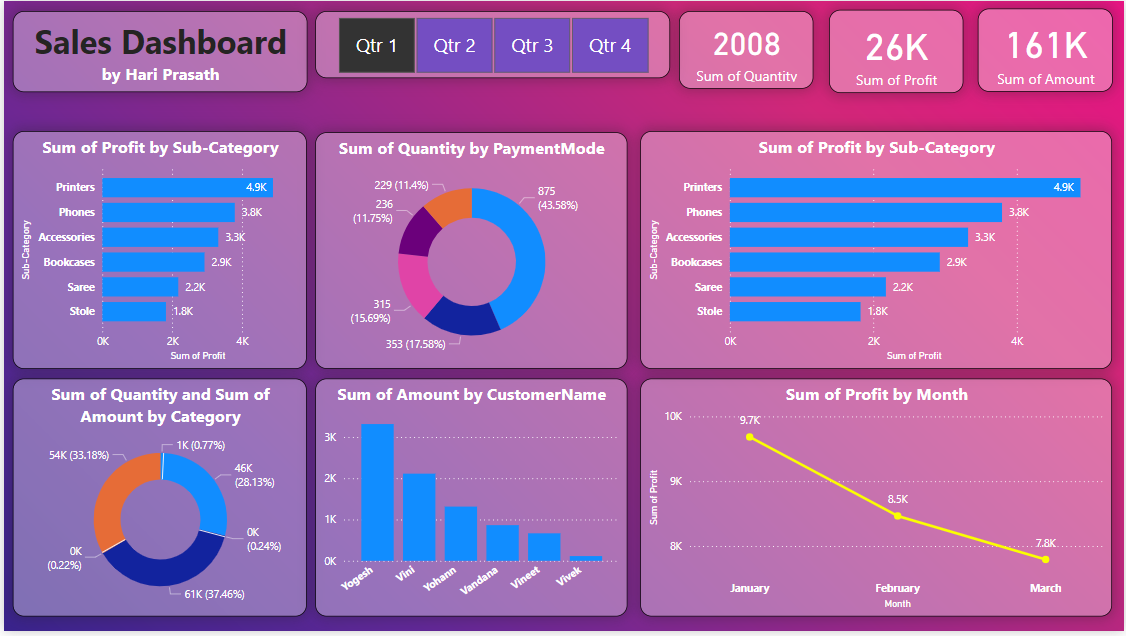 Sales Dashboard
by Hari Prasath
Qtr 1
Qtr 2
Qtr 3
Qtr 4
2008
Sum of Quantity
26K
Sum of Profit
161K
Sum of Amount
Sum of Profit by Sub-Category
Sub-Category
Printers
4.9K
Phones
3.8K
Accessories
3.3K
Bookcases
2.9K
Saree
2.2K
Stole
1.8K
0K
2K
4K
Sum of Profit
Sum of Quantity by PaymentMode
229 (11.4%)
875
(43.58%)
236
(11.75%)
315
(15.69%)
353 (17.58%)
Sum of Profit by Sub-Category
Sub-Category
Printers
4.9K
Phones
3.8K
Accessories
3.3K
Bookcases
2.9K
Saree
2.2K
Stole
1.8K
0K
2K
4K
Sum of Profit
Sum of Quantity and Sum of
Amount by Category
1K (0.77%)
54K (33.18%)
46K
(28.13%)
0K
(0.24%)
0K
(0.22%)
61K (37.46%)
Sum of Amount by CustomerName
3K
2K
1K
0K
Yogesh
Vini
Yohann
Vandana
Vineet
Vivek
Sum of Profit by Month
Sum of Profit
10K
9K
8K
9.7K
8.5K
7.8K
January
February
March
Month